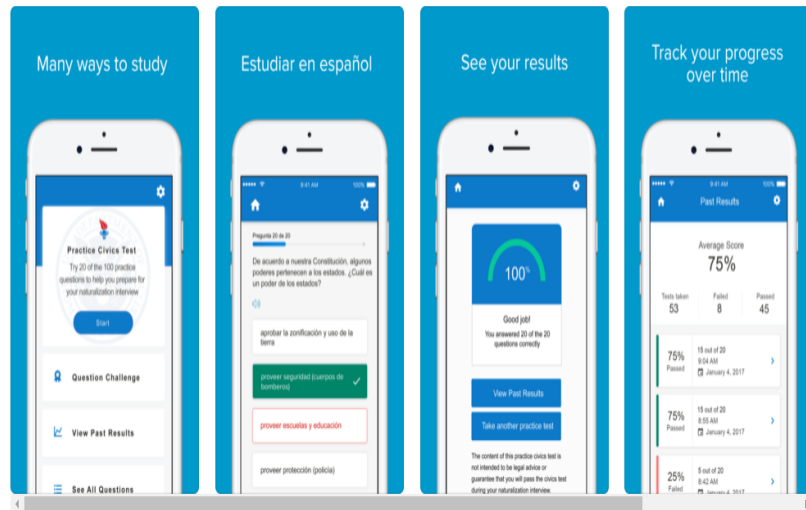 Many ways to study
Practice Civics Test
Try 20 of the 100 practice
questions to help you prepare for
your naturalization interview
Start
Question Challenge
View Past Results
See All Questions
Estudiar en español
9:41 AM
100%
Pregunta 20 de 20
De acuerdo a nuestra Constitución, algunos
poderes pertenecen a los estados. ¿Cuál es
un poder de los estados?
aprobar la zonificación y uso de la
tierra
proveer seguridad (cuerpos de
bomberos)
proveer escuelas y educación
proveer protección (policía)
See your results
100%
Good job!
You answered 20 of the 20
questions correctly
View Past Results
Take another practice test
The content of this practice civics test is
not intended to be legal advice or
guarantee that you will pass the civics test
during your naturalization interview.
Track your progress
over time
9:41 AM
100%
Past Results
Average Score
75%
Tests taken
53
Failed
8
Passed
45
75%
Passed
15 out of 20
9:04 AM
January 4, 2017
75%
Passed
15 out of 20
8:55 AM
January 4, 2017
25%
Failed
5 out of 20
8:42 AM
January 4, 2017